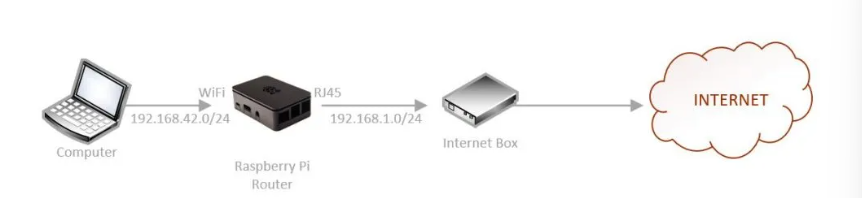 WiFi
RJ45
192.168.42.0/24
192.168.1.0/24
INTERNET
Computer
Internet Box
Raspberry Pi
Router